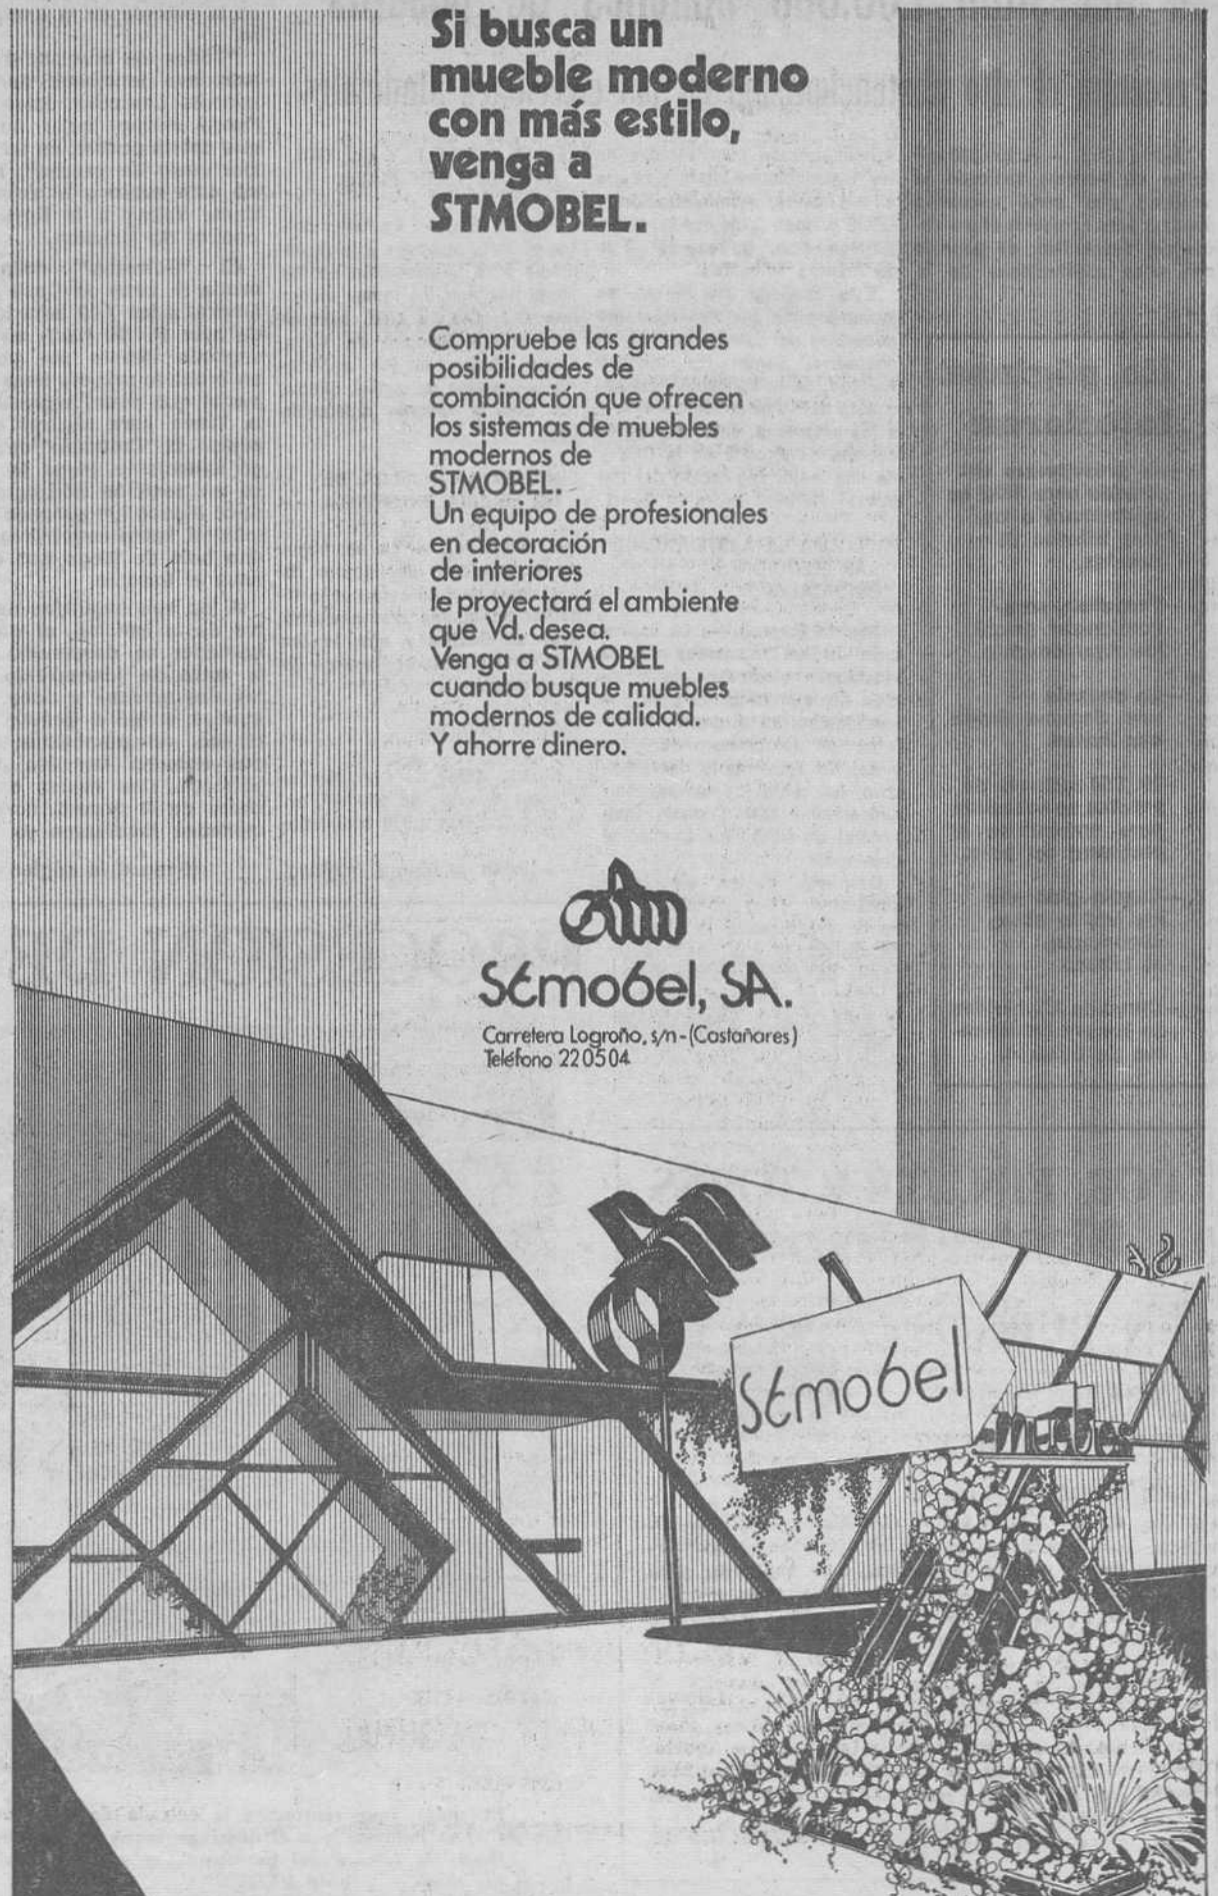 Si busca un
mueble moderno
con más estilo,
venga a
STMOBEL.
Compruebe las grandes
posibilidades de
combinación que ofrecen
los sistemas de muebles
modernos de
STMOBEL.
Un equipo de profesionales
en decoración
de interiores
le proyectará el ambiente
que Vd. desea.
Venga a STMOBEL
cuando busque muebles
modernos de calidad.
Y ahorre dinero.
Stmobel, SA.
Carretera Logroño, s/n - (Castañares)
Teléfono 22 05 04
Stmobel